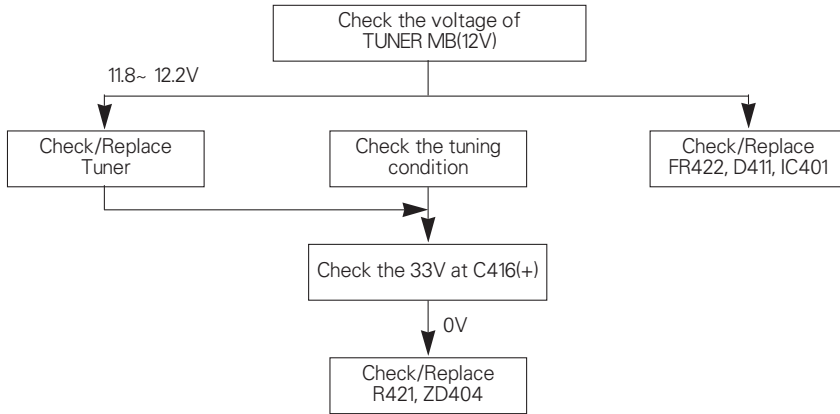 Check the voltage of
TUNER MB(12V)
11.8~ 12.2V
Check/Replace
Tuner
Check the tuning
condition
Check/Replace
FR422, D411, IC401
Check the 33V at C416(+)
0V
Check/Replace
R421, ZD404